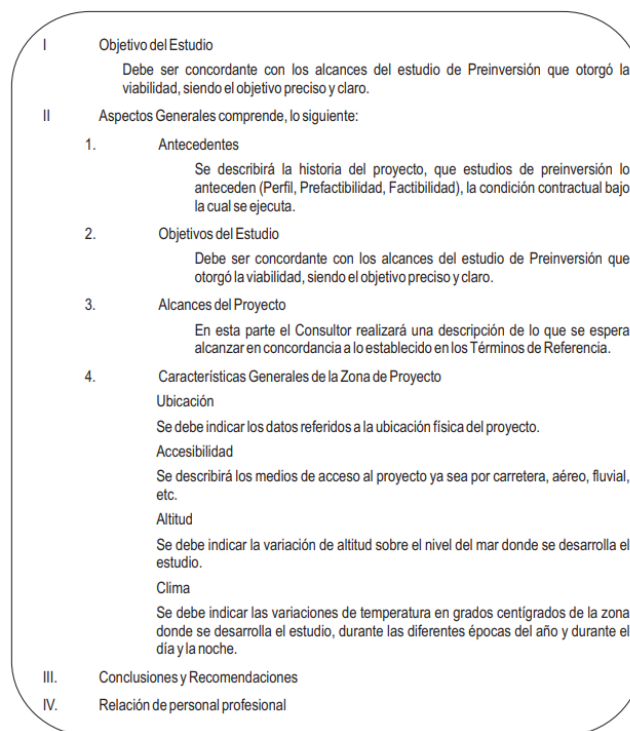 I Objetivo del Estudio
Debe ser concordante con los alcances del estudio de Preinversión que otorgó la
viabilidad, siendo el objetivo preciso y claro.
II Aspectos Generales comprende, lo siguiente:
1. Antecedentes
Se describirá la historia del proyecto, que estudios de preinversión lo
anteceden (Perfil, Prefactibilidad, Factibilidad), la condición contractual bajo
la cual se ejecuta.
2. Objetivos del Estudio
Debe ser concordante con los alcances del estudio de Preinversión que
otorgó la viabilidad, siendo el objetivo preciso y claro.
3. Alcances del Proyecto
En esta parte el Consultor realizará una descripción de lo que se espera
alcanzar en concordancia a lo establecido en los Términos de Referencia.
4. Características Generales de la Zona de Proyecto
Ubicación
Se debe indicar los datos referidos a la ubicación física del proyecto.
Accesibilidad
Se describirá los medios de acceso al proyecto ya sea por carretera, aéreo, fluvial,
etc.
Altitud
Se debe indicar la variación de altitud sobre el nivel del mar donde se desarrolla el
estudio.
Clima
Se debe indicar las variaciones de temperatura en grados centígrados de la zona
donde se desarrolla el estudio, durante las diferentes épocas del año y durante el
día y la noche.
III. Conclusiones y Recomendaciones
IV. Relación de personal profesional